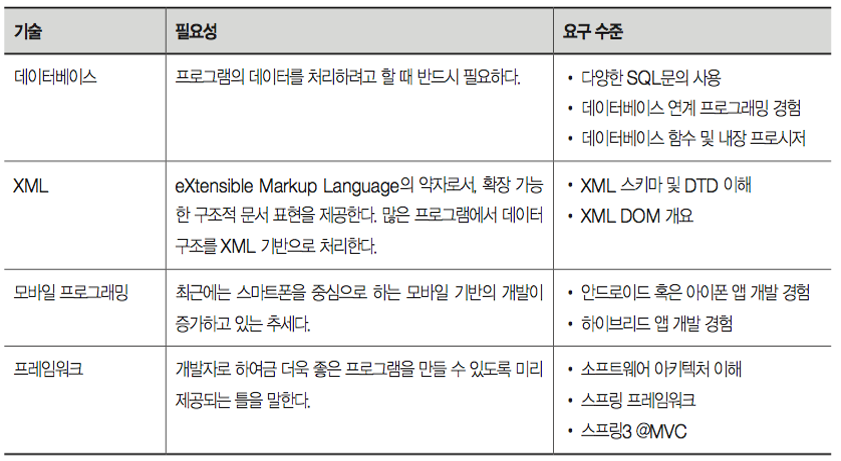 기술 필요성 요구 수준
데이터베이스 프로그램의 데이터를 처리하려고 할 때 반드시 필요하다. • 다양한 SQL문의 사용
• 데이터베이스 연계 프로그래밍 경험
• 데이터베이스 함수 및 내장 프로시저
XML eXtensible Markup Language의 약자로서, 확장 가능 • XML 스키마 및 DTD 이해
한 구조적 문서 표현을 제공한다. 많은 프로그램에서 데이터 • XML DOM 개요
구조를 XML 기반으로 처리한다.
모바일 프로그래밍 최근에는 스마트폰을 중심으로 하는 모바일 기반의 개발이 • 안드로이드 혹은 아이폰 앱 개발 경험
증가하고 있는 추세다. • 하이브리드 앱 개발 경험
프레임워크 개발자로 하여금 더욱 좋은 프로그램을 만들 수 있도록 미리 • 소프트웨어 아키텍처 이해
제공되는 틀을 말한다. • 스프링 프레임워크
• 스프링3 @MVC